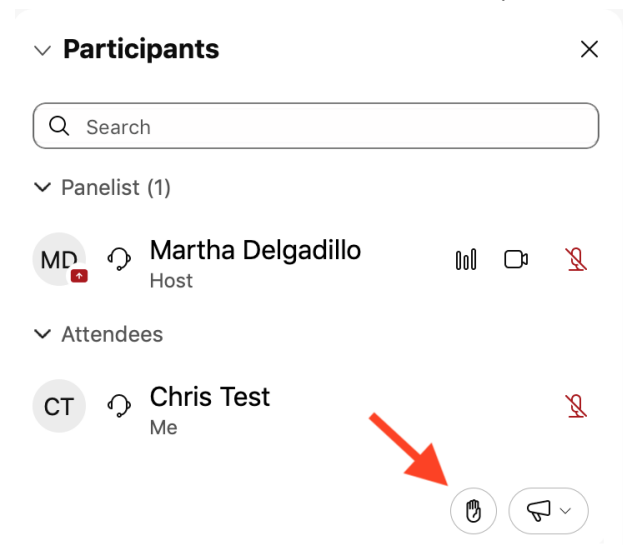 Participants
Search
Panelist (1)
MD
Martha Delgadillo
Host
Attendees
CT
Chris Test
Me